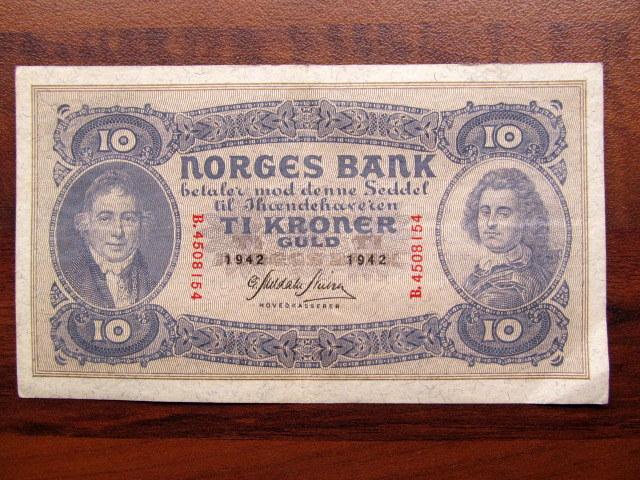 10 10
NORGES BANK
betaler mod denne Seddel
til Ihændehaveren
TI KRONER
GULD
1942 1942
B.4508154
B.4508154
HOVEDKASSERER
10 10